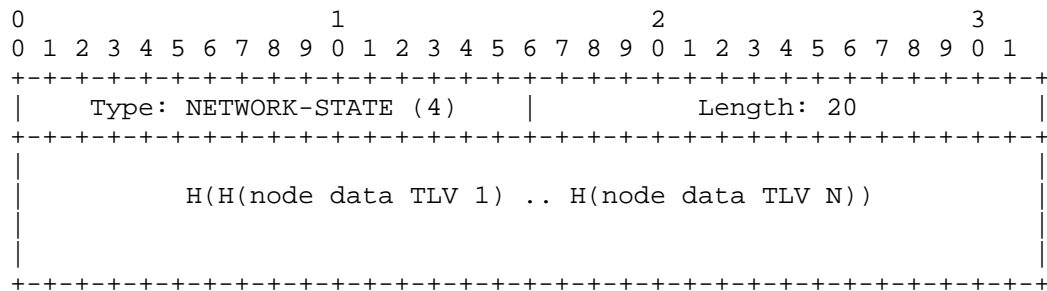 0                   1                   2                   3
0 1 2 3 4 5 6 7 8 9 0 1 2 3 4 5 6 7 8 9 0 1 2 3 4 5 6 7 8 9 0 1
+-+-+-+-+-+-+-+-+-+-+-+-+-+-+-+-+-+-+-+-+-+-+-+-+-+-+-+-+-+-+-+-+
|    Type: NETWORK-STATE (4)    |          Length: 20           |
+-+-+-+-+-+-+-+-+-+-+-+-+-+-+-+-+-+-+-+-+-+-+-+-+-+-+-+-+-+-+-+-+
|                                                               |
|          H(H(node data TLV 1) .. H(node data TLV N))          |
|                                                               |
|                                                               |
+-+-+-+-+-+-+-+-+-+-+-+-+-+-+-+-+-+-+-+-+-+-+-+-+-+-+-+-+-+-+-+-+